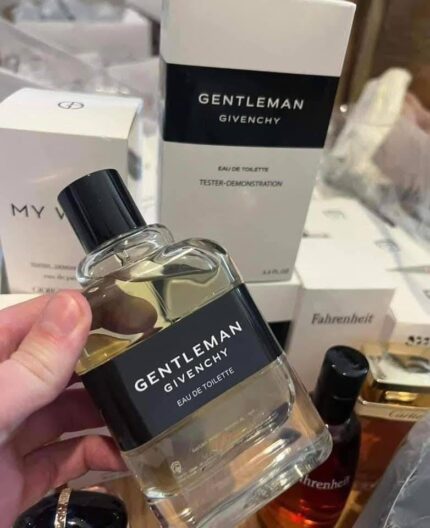 GENTLEMAN
GIVENCHY
EAU DE TOILETTE
TESTER-DEMONSTRATION
MY
GENTLEMAN
GIVENCHY
EAU DE TOILETTE
Fahrenheit
Fahrenheit
Cartier